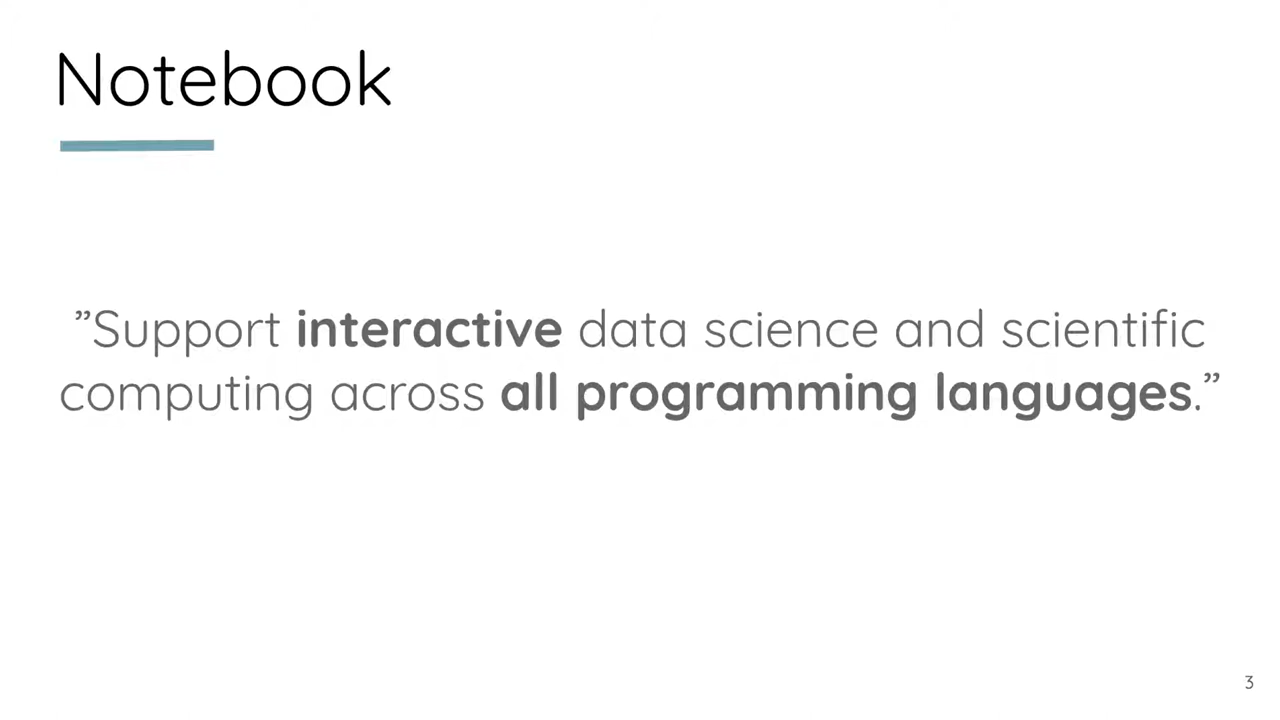 Notebook
”Support interactive data science and scientific
computing across all programming languages.”
3